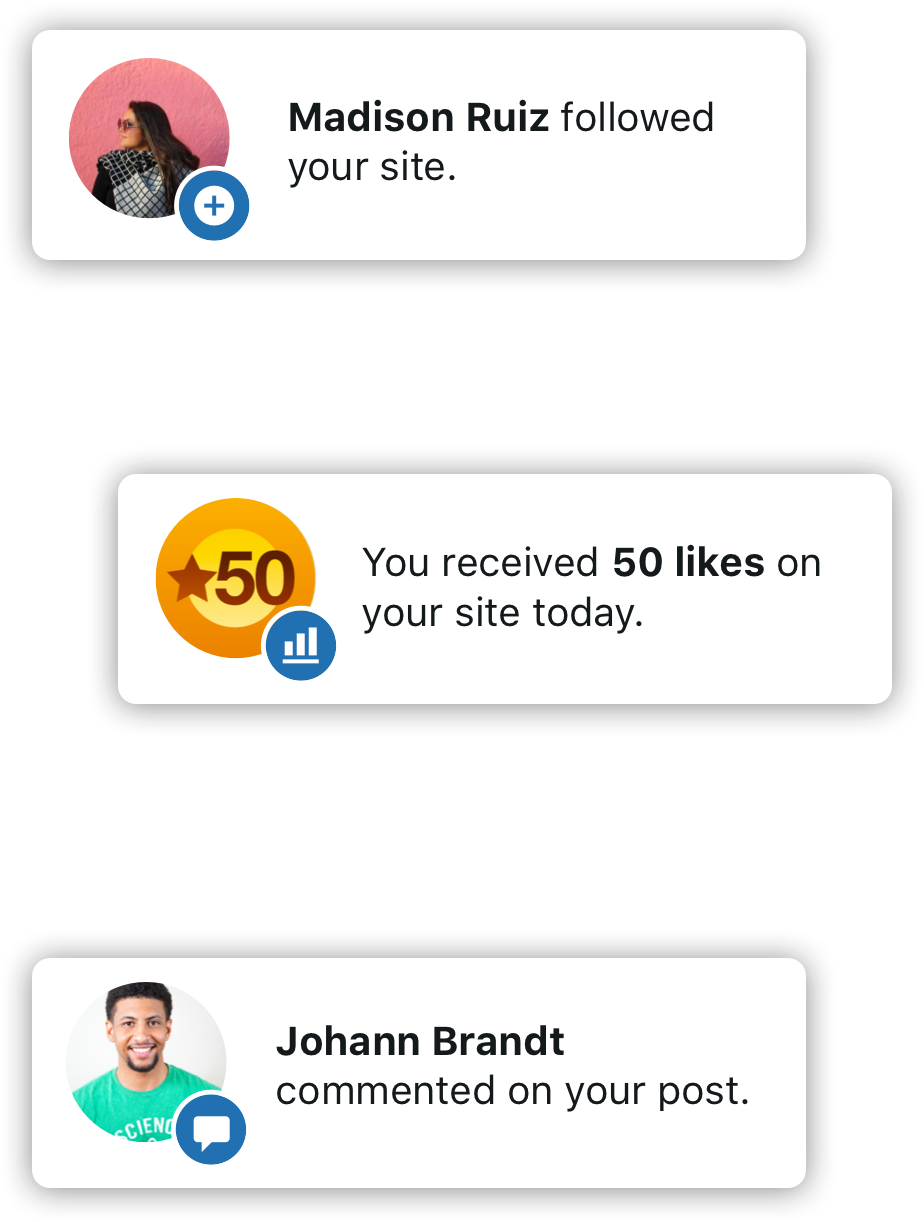 Madison Ruiz followed
your site.
50
You received 50 likes on
your site today.
Johann Brandt
commented on your post.